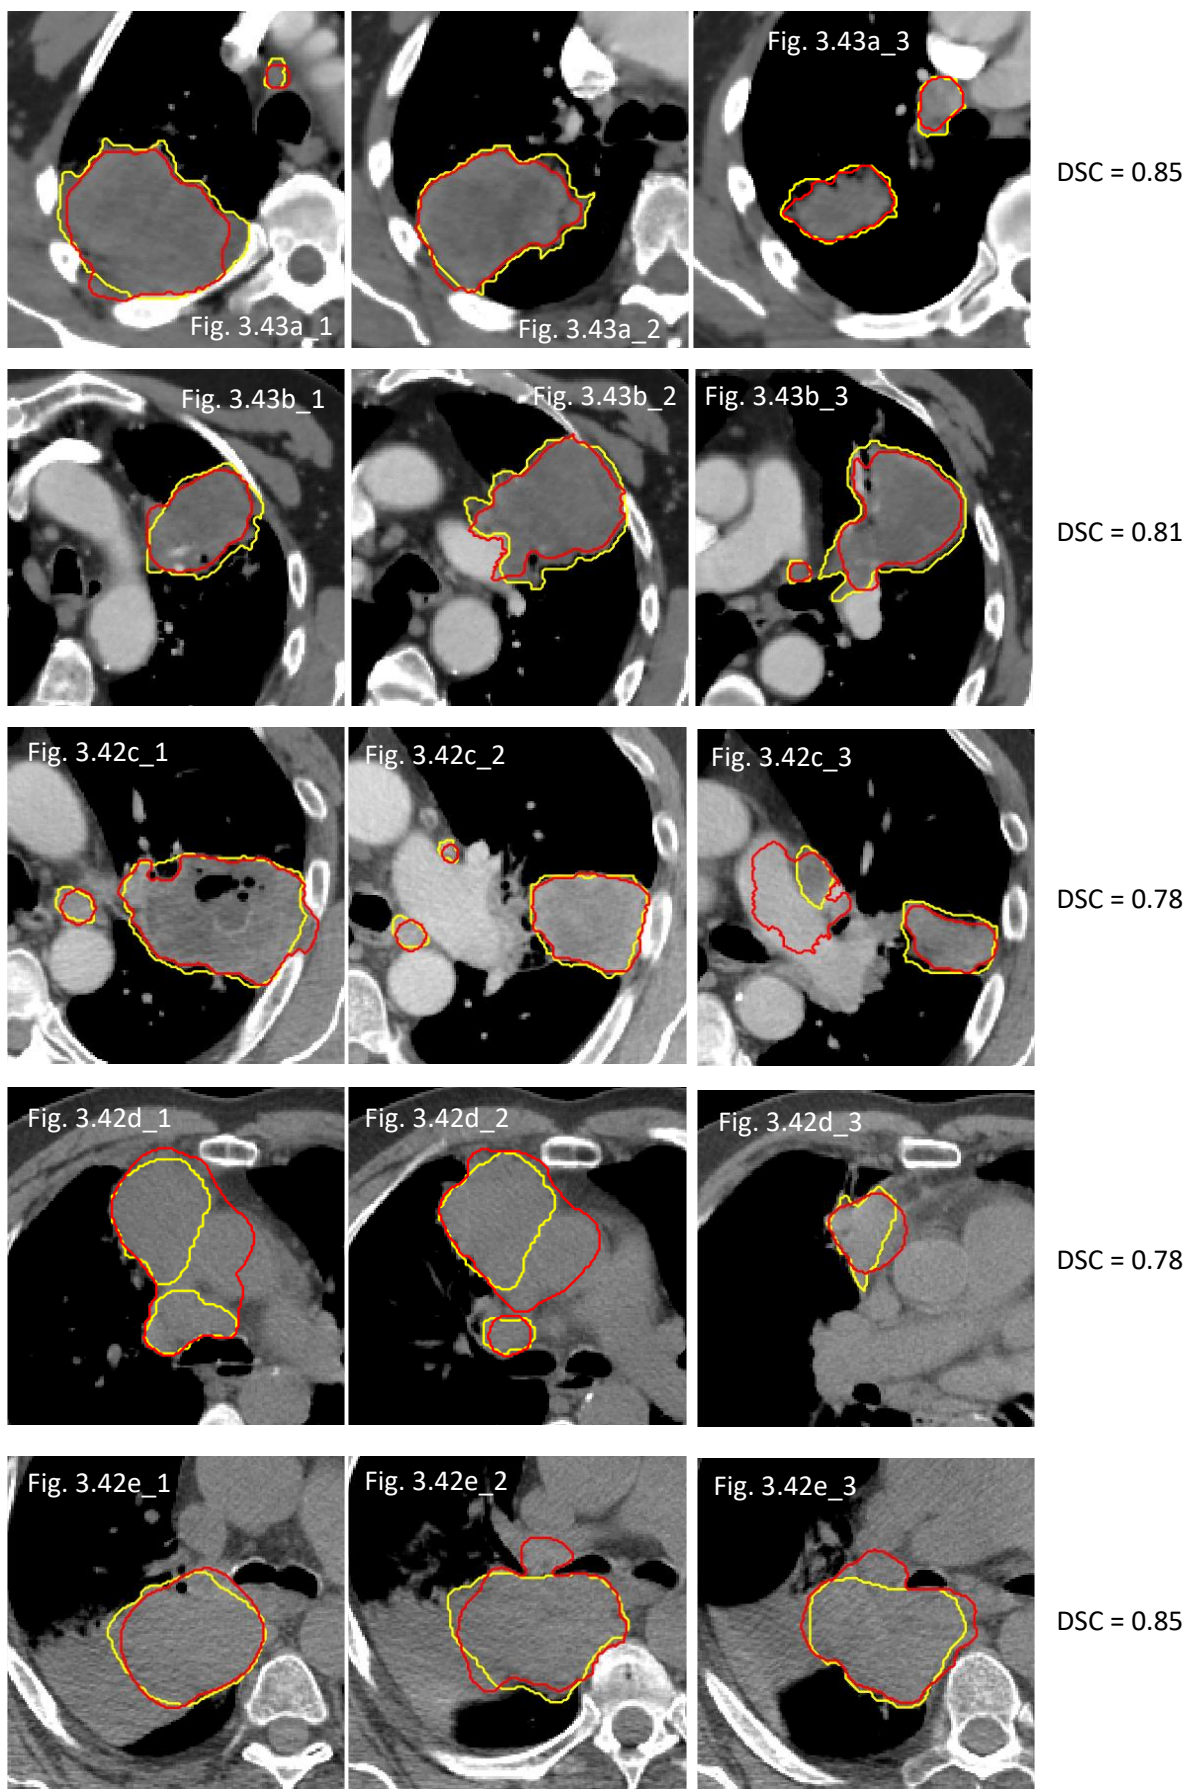 Fig. 3.43a_1
Fig. 3.43a_2
Fig. 3.43a_3
DSC = 0.85
Fig. 3.43b_1
Fig. 3.43b_2
Fig. 3.43b_3
DSC = 0.81
Fig. 3.42c_1
Fig. 3.42c_2
Fig. 3.42c_3
DSC = 0.78
Fig. 3.42d_1
Fig. 3.42d_2
Fig. 3.42d_3
DSC = 0.78
Fig. 3.42e_1
Fig. 3.42e_2
Fig. 3.42e_3
DSC = 0.85